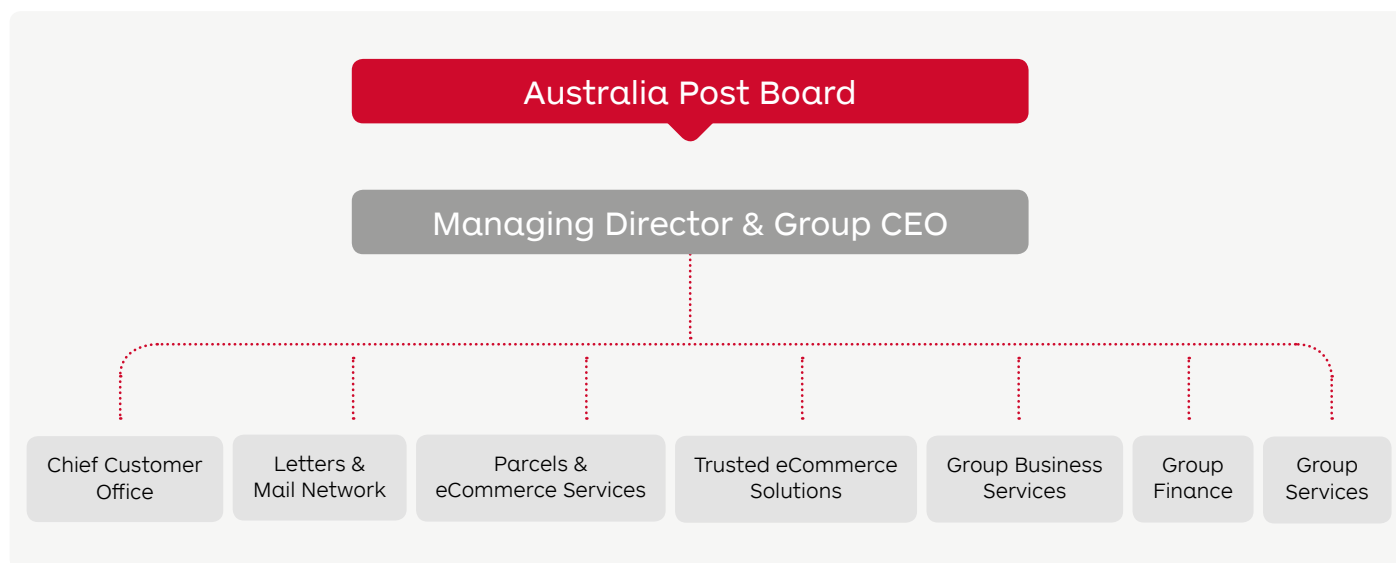 Australia Post Board
Managing Director & Group CEO
Chief Customer
Office
Letters &
Mail Network
Parcels &
eCommerce Services
Trusted eCommerce
Solutions
Group Business
Services
Group
Finance
Group
Services